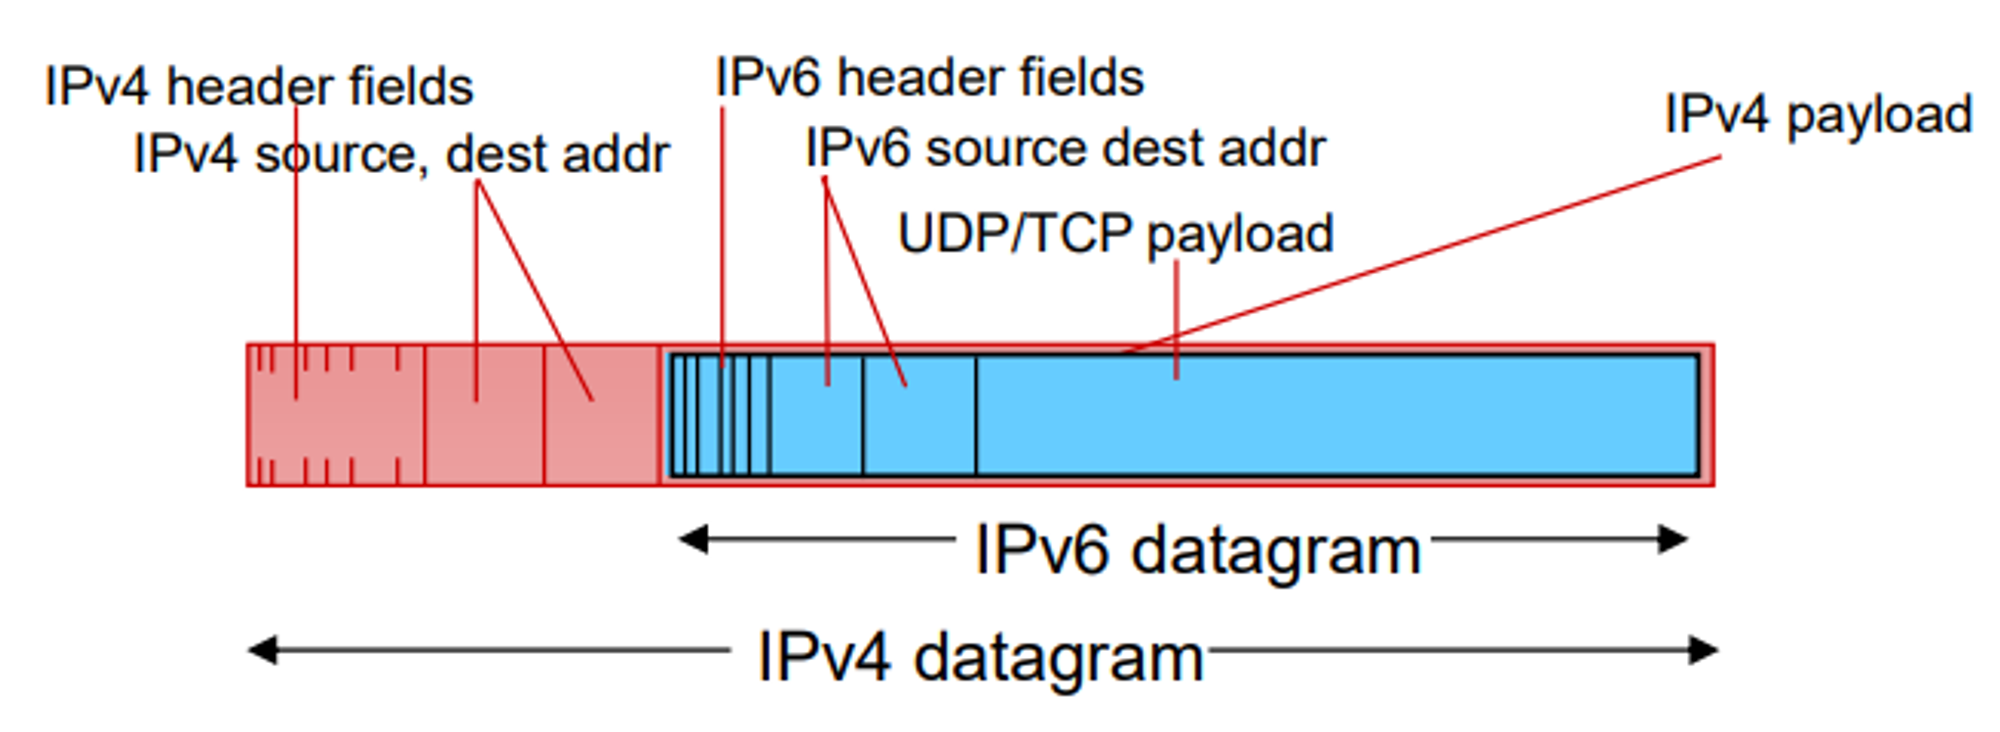 IPv4 header fields
IPv4 source, dest addr
IPv6 header fields
IPv6 source dest addr
UDP/TCP payload
IPv4 payload
IPv6 datagram
IPv4 datagram